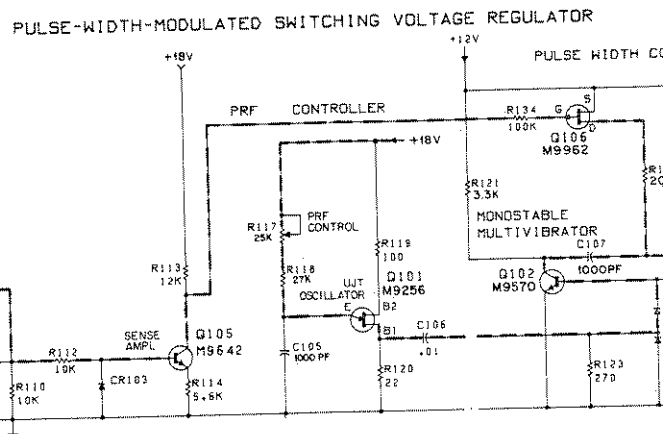 PULSE-WIDTH-MODULATED SWITCHING VOLTAGE REGULATOR
+18V
+12V
PULSE WIDTH CO
PRF CONTROLLER
R134
100K
G
S
D
Q106
M9962
+18V
R121
3.3K
MONOSTABLE
MULTIVIBRATOR
R117
25K
PRF
CONTROL
R119
100
C107
1000PF
R113
12K
R118
27K
UJT
OSCILLATOR
E
Q101
M9256
B2
B1
Q102
M9570
SENSE
AMPL
Q105
M9642
C105
1000 PF
C106
.01
R112
10K
R110
10K
CR103
R114
5.6K
R120
22
R123
270